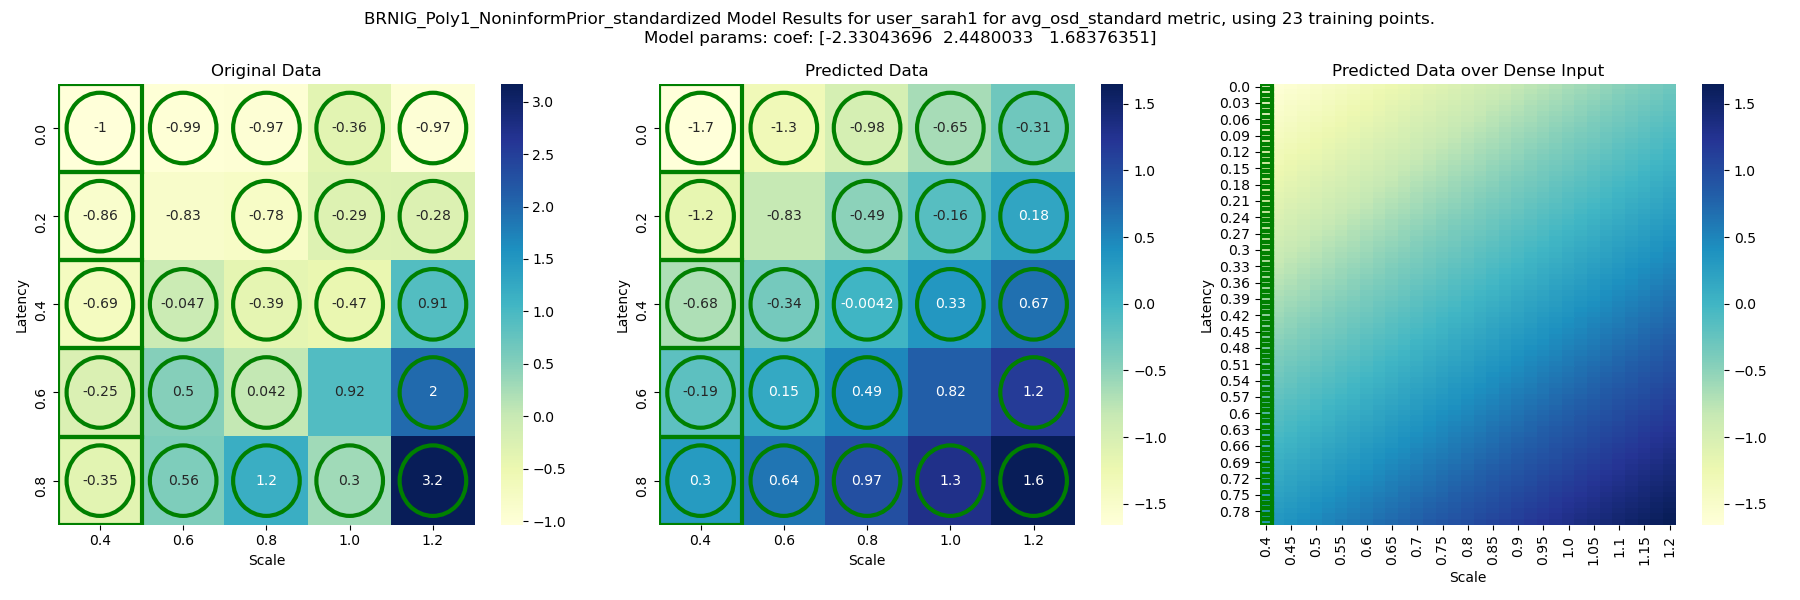 BRNIG_Poly1_NoninformPrior_standardized Model Results for user_sarah1 for avg_osd_standard metric, using 23 training points.
Model params: coef: [-2.33043696  2.4480033   1.68376351]
Original Data
0.0 -1 -0.99 -0.97 -0.36 -0.97
0.2 -0.86 -0.83 -0.78 -0.29 -0.28
0.4 -0.69 -0.047 -0.39 -0.47 0.91
0.6 -0.25 0.5 0.042 0.92 2
0.8 -0.35 0.56 1.2 0.3 3.2
0.4 0.6 0.8 1.0 1.2
Scale
Latency
3.0
2.5
2.0
1.5
1.0
0.5
0.0
−0.5
−1.0
Predicted Data
0.0 -1.7 -1.3 -0.98 -0.65 -0.31
0.2 -1.2 -0.83 -0.49 -0.16 0.18
0.4 -0.68 -0.34 -0.0042 0.33 0.67
0.6 -0.19 0.15 0.49 0.82 1.2
0.8 0.3 0.64 0.97 1.3 1.6
0.4 0.6 0.8 1.0 1.2
Scale
Latency
1.5
1.0
0.5
0.0
−0.5
−1.0
−1.5
Predicted Data over Dense Input
0.0
0.03
0.06
0.09
0.12
0.15
0.18
0.21
0.24
0.27
0.3
0.33
0.36
0.39
0.42
0.45
0.48
0.51
0.54
0.57
0.6
0.63
0.66
0.69
0.72
0.75
0.78
0.4 0.45 0.5 0.55 0.6 0.65 0.7 0.75 0.8 0.85 0.9 0.95 1.0 1.05 1.1 1.15 1.2
Scale
Latency
1.5
1.0
0.5
0.0
−0.5
−1.0
−1.5